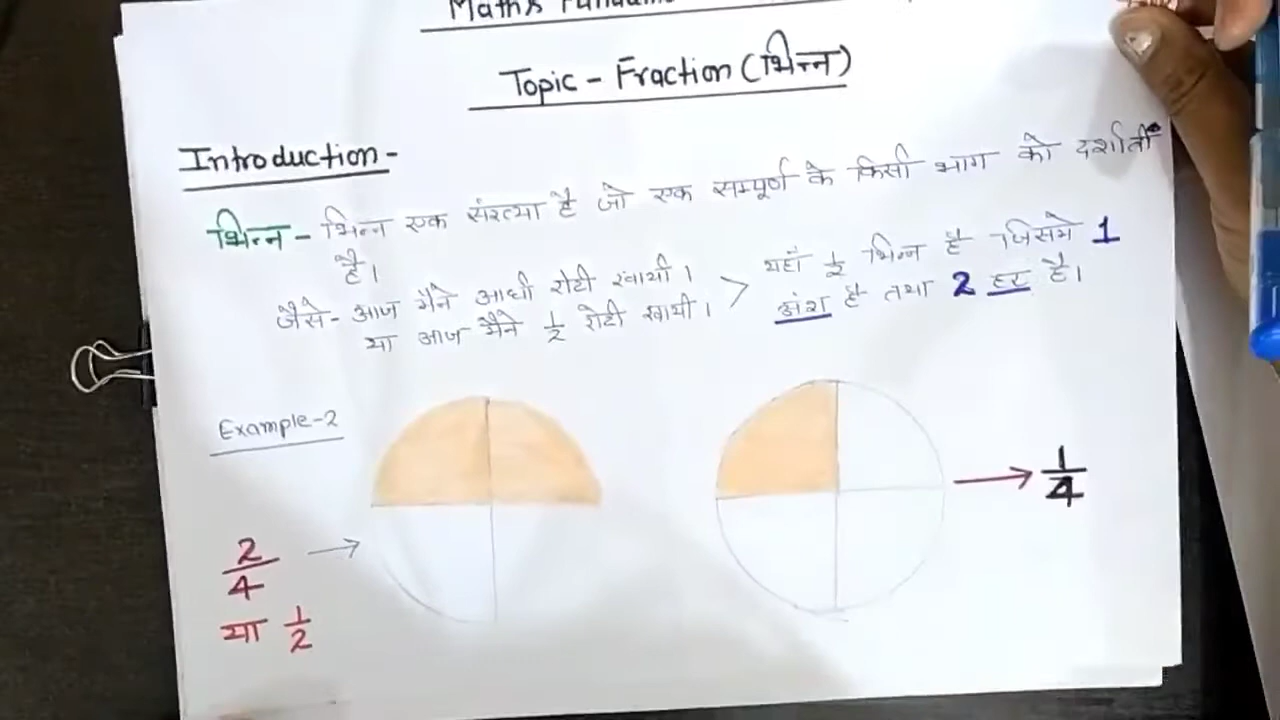 Maths
Topic - Fraction (भिन्न)
Introduction -
भिन्न - भिन्न एक संख्या है जो एक सम्पूर्ण के किसी भाग को दर्शाती
है।
जैसे - आज मैंने आधी रोटी खायी।
या आज मैंने 1/2 रोटी खायी।
> यहाँ 1/2 भिन्न है जिसमे 1
अंश है तथा 2 हर है।
Example-2
2/4
या 1/2
1/4